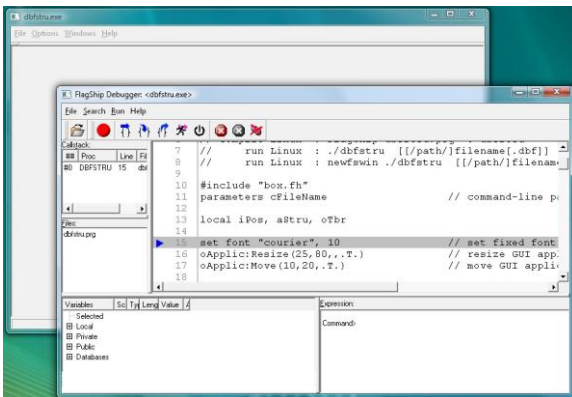 dbfstru.exe
File Options Windows Help
FlagShip Debugger: <dbfstru.exe>
File Search Run Help
Callstack:
## Proc Line Fil
#0 DBFSTRU 15 dbf
Files:
dbfstru.prg
7 // run Linux : ./dbfstru [[/path/]filename[.dbf]]
8 // run Linux : newfswin ./dbfstru [[/path/]filenam
9
10 #include "box.fh"
11 parameters cFileName // command-line pa
12
13 local iPos, aStru, oTbr
14
15 set font "courier", 10 // set fixed font
16 oApplic:Resize(25,80,,.T.) // resize GUI appl
17 oApplic:Move(10,20,.T.) // move GUI applic
18
Variables Sc Typ Leng Value
Selected
Local
Private
Public
Databases
Expression:
Command>